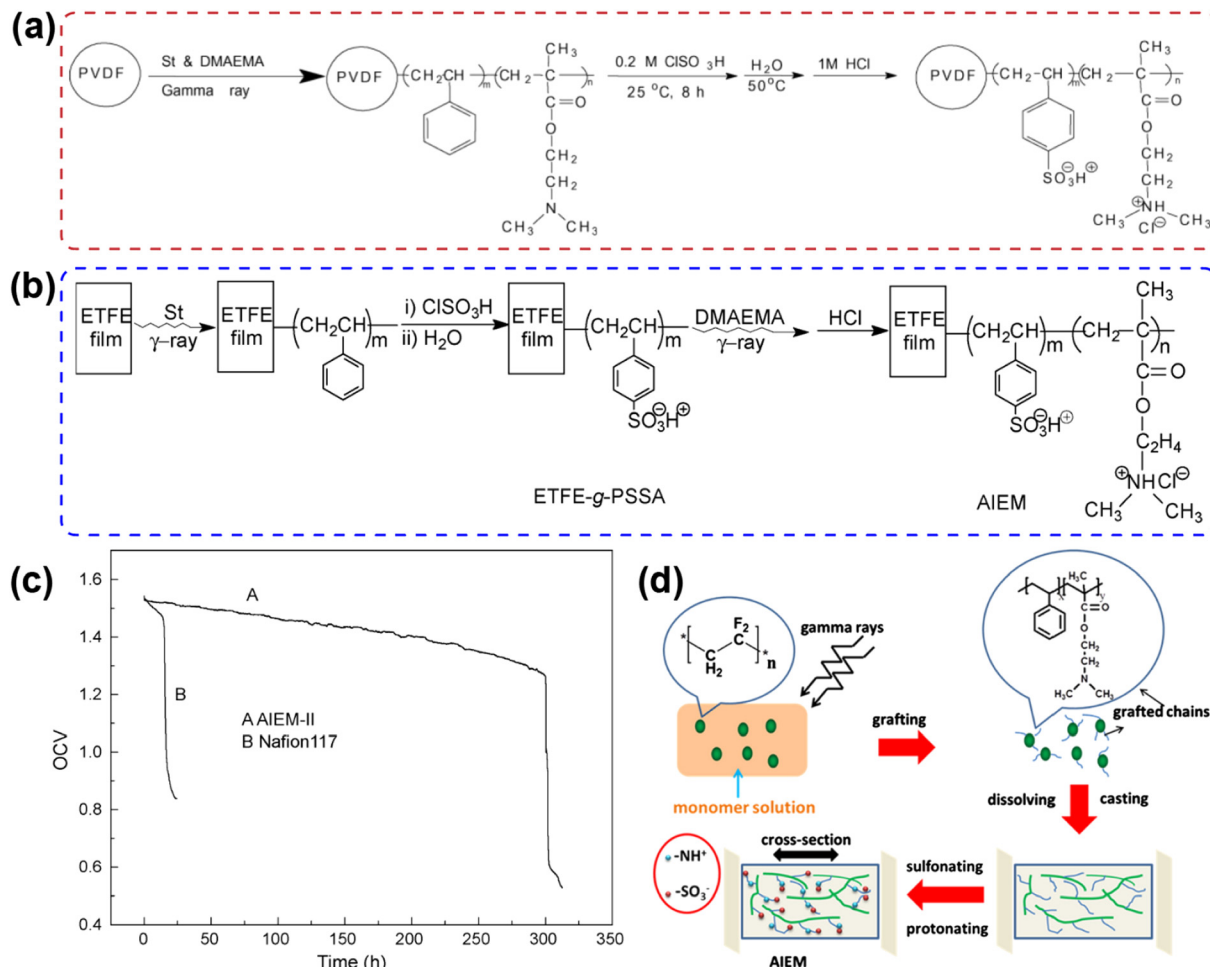 (a)
PVDF
St & DMAEMA
Gamma ray
PVDF
(CH₂CH)m(CH₂ C)n
CH₃
C=O
O
CH₂
CH₂
N
CH₃ CH₃
0.2 M ClSO ₃H
25 °C, 8 h
H₂O
50°C
1M HCl
PVDF
(CH₂-CH)m(CH₂ C)n
CH₃
C=O
O
CH₂
CH₂
SO₃⊖H⊕
⊕NH
CH₃ Cl⊖ CH₃
(b)
ETFE
film
St
γ-ray
ETFE
film
(CH₂CH)m
i) ClSO₃H
ii) H₂O
ETFE
film
(CH₂CH)m
SO₃⊖H⊕
DMAEMA
γ-ray
HCl
ETFE
film
(CH₂CH)m(CH₂ C)n
CH₃
C=O
O
C₂H₄
SO₃⊖H⊕
⊕NHCl⊖
CH₃ CH₃
ETFE-g-PSSA
AIEM
(c)
OCV
1.6
1.4
1.2
1.0
0.8
0.6
0.4
A
B
A AIEM-II
B Nafion117
0 50 100 150 200 250 300 350
Time (h)
(d)
F₂
* C C *n
H₂
gamma rays
monomer solution
grafting
x y
H₃C
O
O
CH₂
CH₂
N
H₃C CH₃
grafted chains
dissolving casting
cross-section
-NH⁺
-SO₃⁻
sulfonating
protonating
AIEM